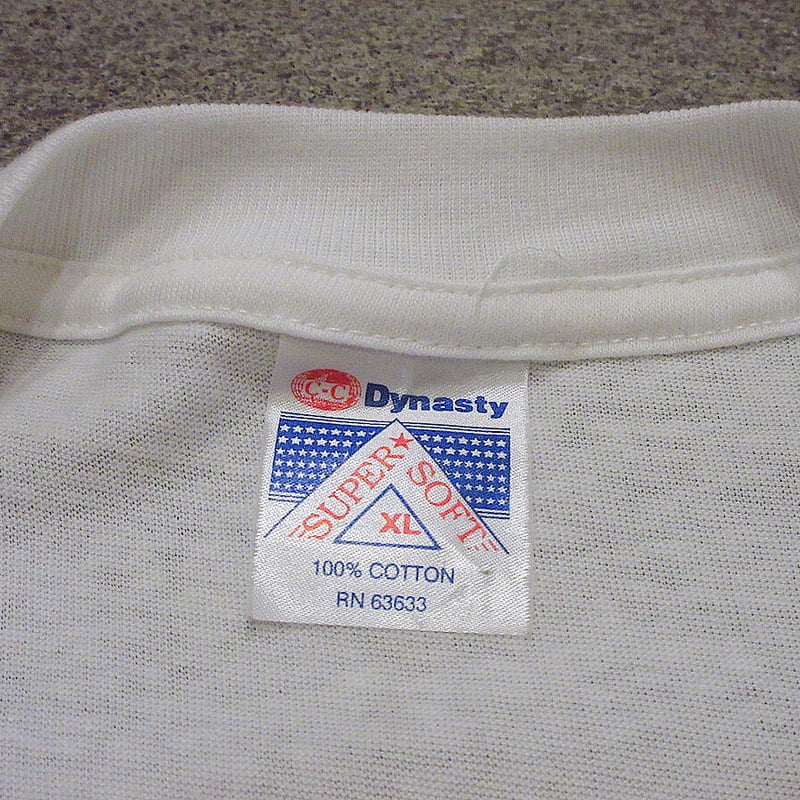 C-C Dynasty
SUPER★SOFT
XL
100% COTTON
RN 63633